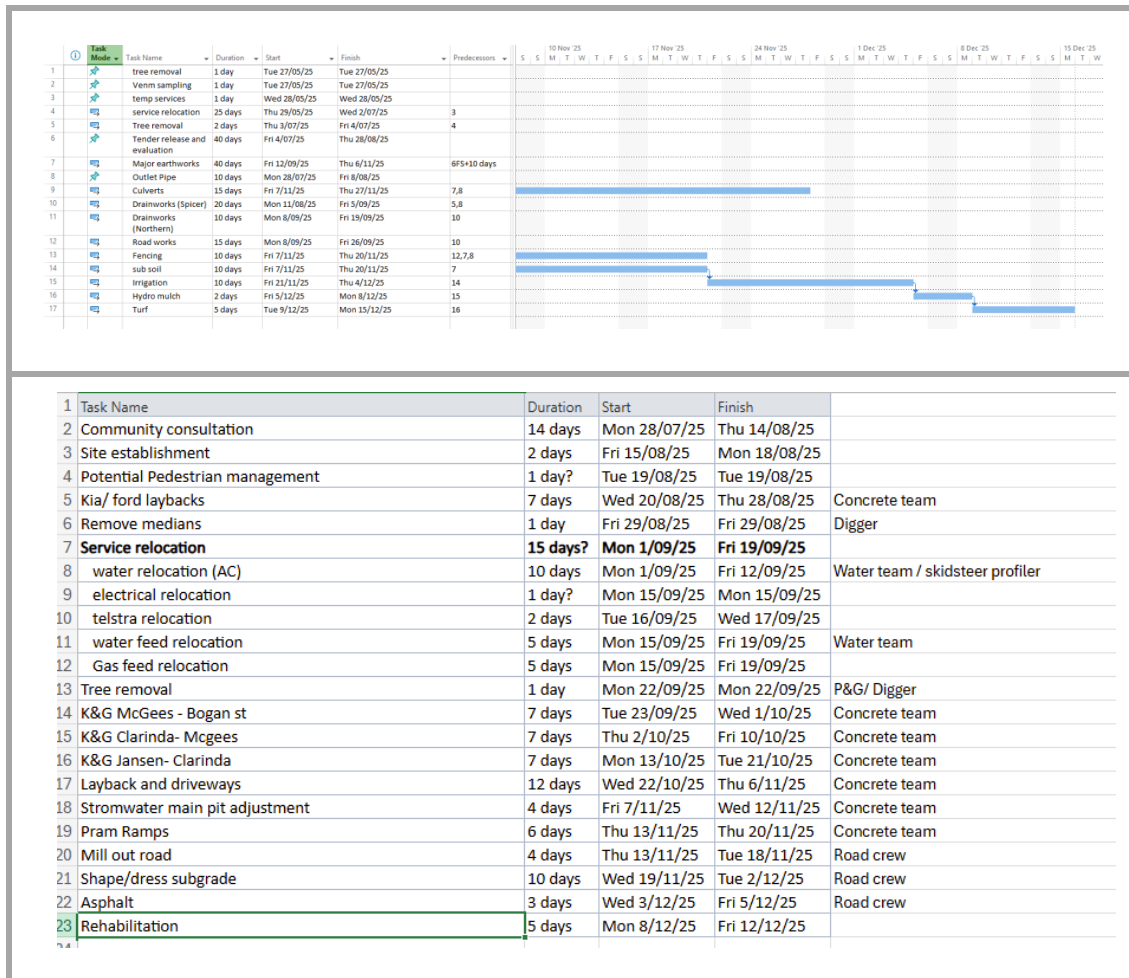 10 Nov '25 17 Nov '25 24 Nov '25 1 Dec '25 8 Dec '25 15 Dec '25
Task Mode Task Name Duration Start Finish Predecessors S S M T W T F S S M T W T F S S M T W T F S S M T W T F S S M T W T F S S M T W
1 tree removal 1 day Tue 27/05/25 Tue 27/05/25
2 Venm sampling 1 day Tue 27/05/25 Tue 27/05/25
3 temp services 1 day Wed 28/05/25 Wed 28/05/25
4 service relocation 25 days Thu 29/05/25 Wed 2/07/25 3
5 Tree removal 2 days Thu 3/07/25 Fri 4/07/25 4
6 Tender release and 40 days Fri 4/07/25 Thu 28/08/25
evaluation
7 Major earthworks 40 days Fri 12/09/25 Thu 6/11/25 6FS+10 days
8 Outlet Pipe 10 days Mon 28/07/25 Fri 8/08/25
9 Culverts 15 days Fri 7/11/25 Thu 27/11/25 7,8
10 Drainworks (Spicer) 20 days Mon 11/08/25 Fri 5/09/25 5,8
11 Drainworks 10 days Mon 8/09/25 Fri 19/09/25 10
(Northern)
12 Road works 15 days Mon 8/09/25 Fri 26/09/25 10
13 Fencing 10 days Fri 7/11/25 Thu 20/11/25 12,7,8
14 sub soil 10 days Fri 7/11/25 Thu 20/11/25 7
15 Irrigation 10 days Fri 21/11/25 Thu 4/12/25 14
16 Hydro mulch 2 days Fri 5/12/25 Mon 8/12/25 15
17 Turf 5 days Tue 9/12/25 Mon 15/12/25 16
1 Task Name Duration Start Finish
2 Community consultation 14 days Mon 28/07/25 Thu 14/08/25
3 Site establishment 2 days Fri 15/08/25 Mon 18/08/25
4 Potential Pedestrian management 1 day? Tue 19/08/25 Tue 19/08/25
5 Kia/ ford laybacks 7 days Wed 20/08/25 Thu 28/08/25 Concrete team
6 Remove medians 1 day Fri 29/08/25 Fri 29/08/25 Digger
7 Service relocation 15 days? Mon 1/09/25 Fri 19/09/25
8 water relocation (AC) 10 days Mon 1/09/25 Fri 12/09/25 Water team / skidsteer profiler
9 electrical relocation 1 day? Mon 15/09/25 Mon 15/09/25
10 telstra relocation 2 days Tue 16/09/25 Wed 17/09/25
11 water feed relocation 5 days Mon 15/09/25 Fri 19/09/25 Water team
12 Gas feed relocation 5 days Mon 15/09/25 Fri 19/09/25
13 Tree removal 1 day Mon 22/09/25 Mon 22/09/25 P&G/ Digger
14 K&G McGees - Bogan st 7 days Tue 23/09/25 Wed 1/10/25 Concrete team
15 K&G Clarinda- Mcgees 7 days Thu 2/10/25 Fri 10/10/25 Concrete team
16 K&G Jansen- Clarinda 7 days Mon 13/10/25 Tue 21/10/25 Concrete team
17 Layback and driveways 12 days Wed 22/10/25 Thu 6/11/25 Concrete team
18 Stromwater main pit adjustment 4 days Fri 7/11/25 Wed 12/11/25 Concrete team
19 Pram Ramps 6 days Thu 13/11/25 Thu 20/11/25 Concrete team
20 Mill out road 4 days Thu 13/11/25 Tue 18/11/25 Road crew
21 Shape/dress subgrade 10 days Wed 19/11/25 Tue 2/12/25 Road crew
22 Asphalt 3 days Wed 3/12/25 Fri 5/12/25 Road crew
23 Rehabilitation 5 days Mon 8/12/25 Fri 12/12/25